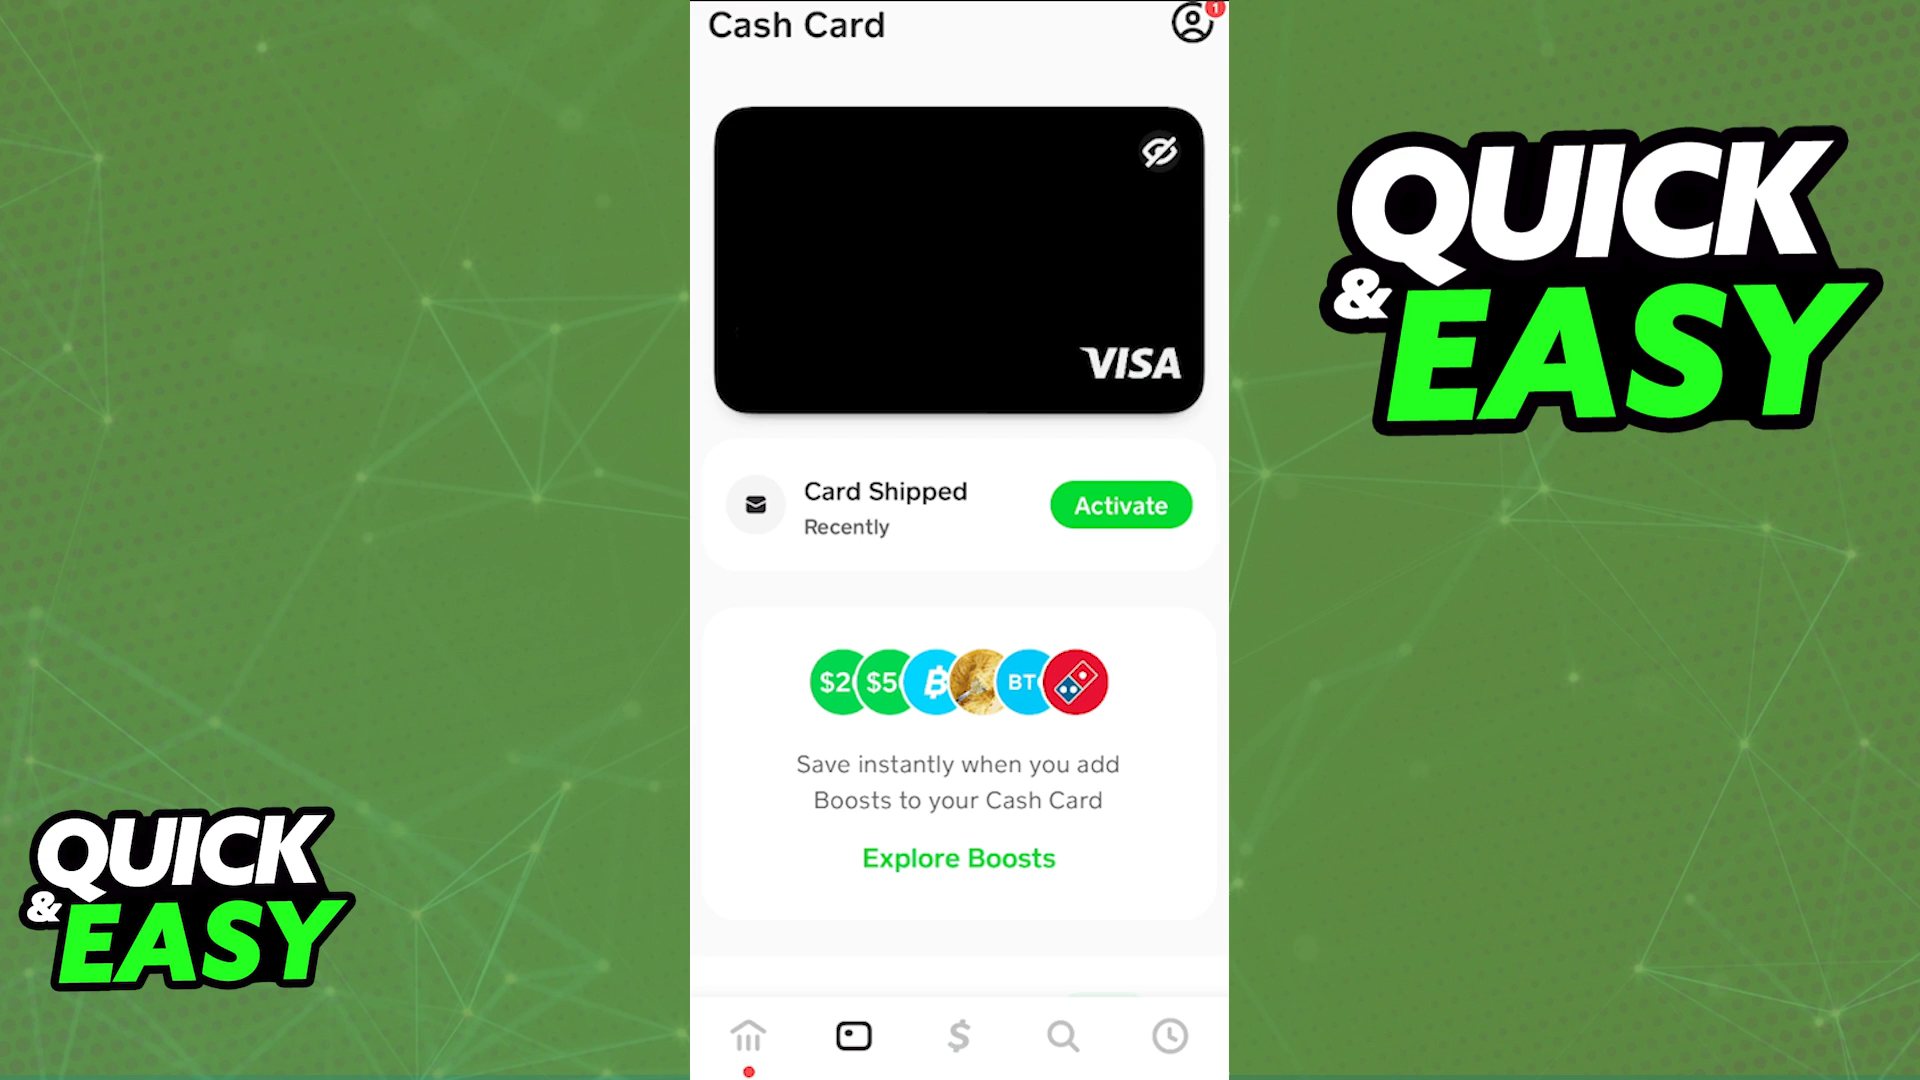 Cash Card
1
VISA
Card Shipped
Recently
Activate
$2
$5
BT
Save instantly when you add
Boosts to your Cash Card
Explore Boosts
QUICK
& EASY
QUICK
& EASY